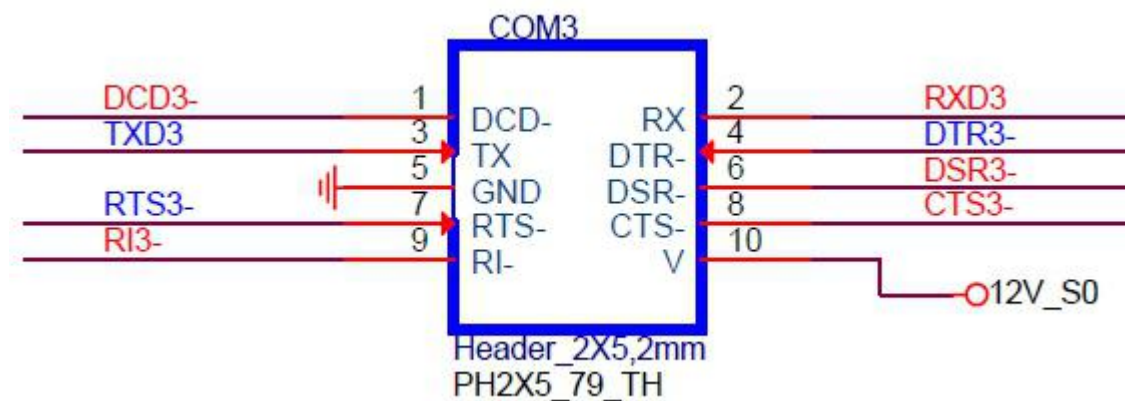 COM3
DCD3- 1 DCD- RX 2 RXD3
TXD3 3 TX DTR- 4 DTR3-
5 GND DSR- 6 DSR3-
RTS3- 7 RTS- CTS- 8 CTS3-
RI3- 9 RI- V 10
12V_S0
Header_2X5,2mm
PH2X5_79_TH